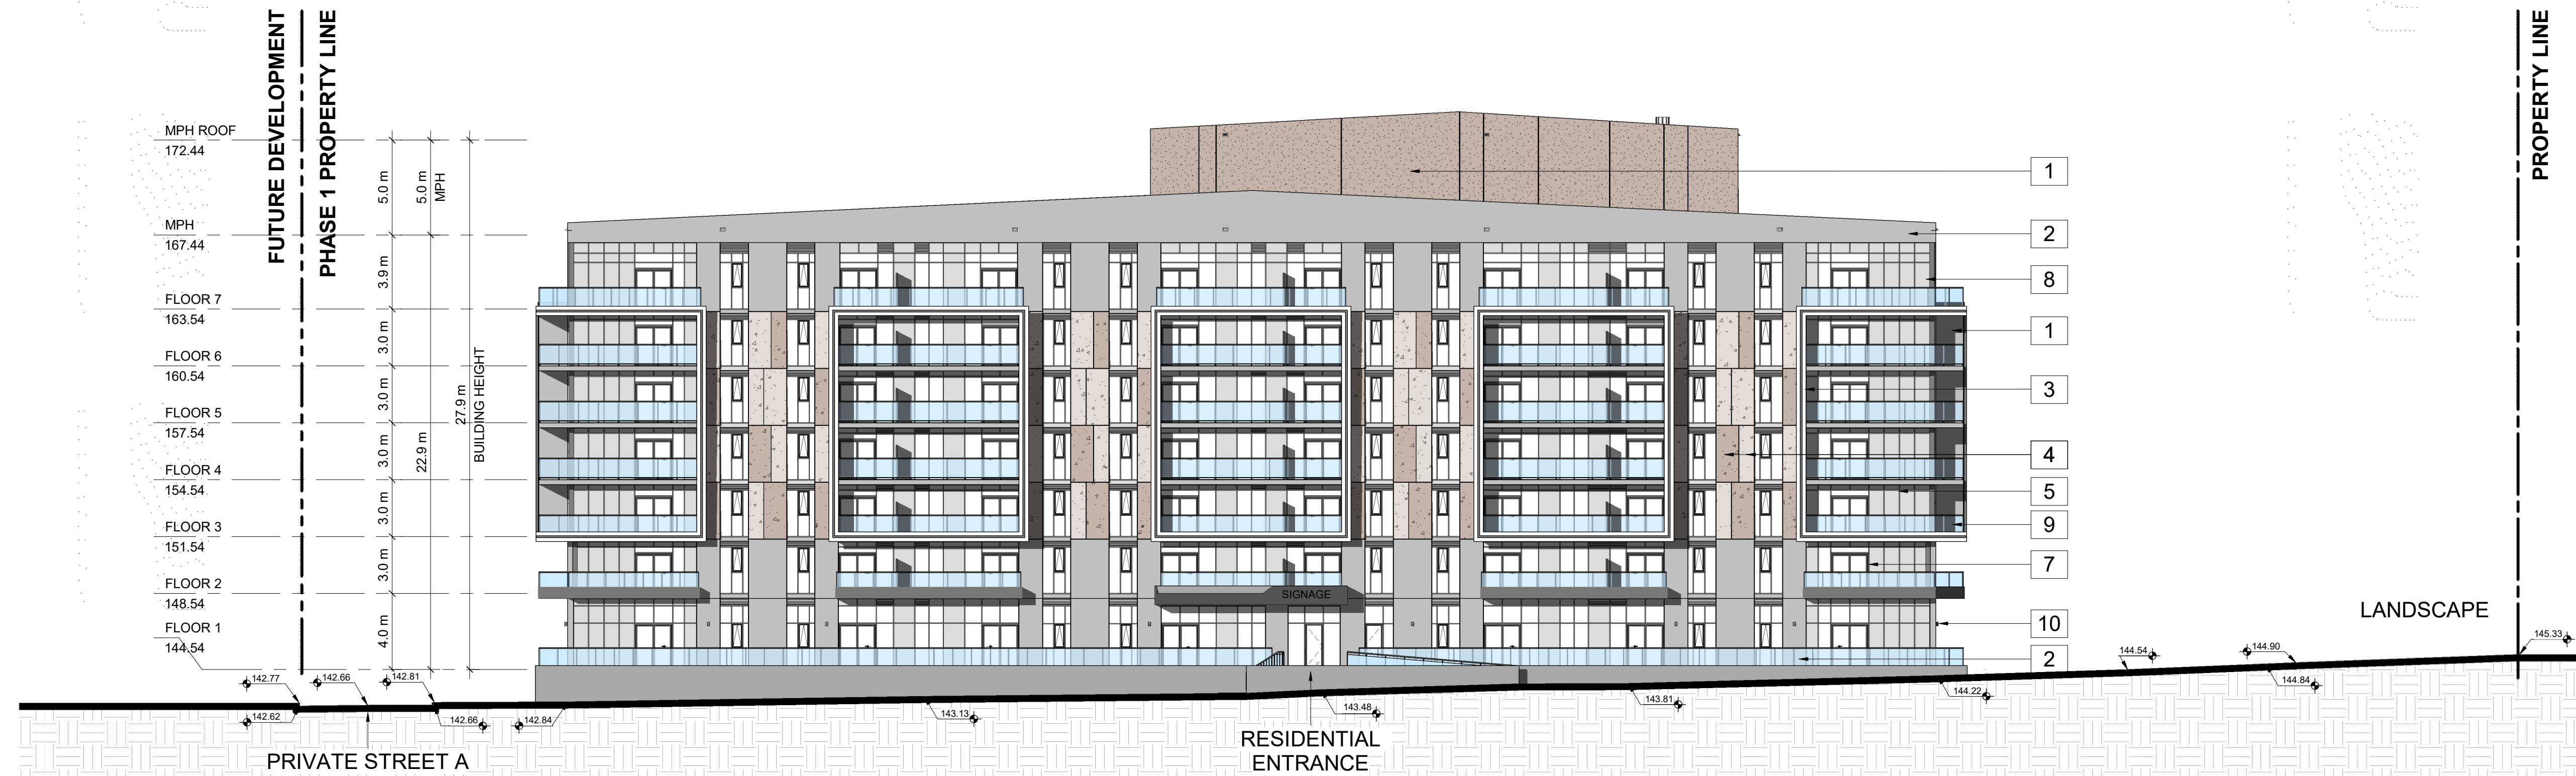 FUTURE DEVELOPMENT
PHASE 1 PROPERTY LINE
PROPERTY LINE
MPH ROOF
172.44
MPH
167.44
FLOOR 7
163.54
FLOOR 6
160.54
FLOOR 5
157.54
FLOOR 4
154.54
FLOOR 3
151.54
FLOOR 2
148.54
FLOOR 1
144.54
5.0 m
3.9 m
3.0 m
3.0 m
3.0 m
3.0 m
3.0 m
4.0 m
5.0 m
MPH
22.9 m
27.9 m
BUILDING HEIGHT
1
2
8
1
3
4
5
9
7
10
2
SIGNAGE
LANDSCAPE
142.77
142.66
142.81
142.62
142.66
142.84
143.13
143.48
143.81
144.22
144.54
144.90
144.84
145.33
PRIVATE STREET A
RESIDENTIAL
ENTRANCE